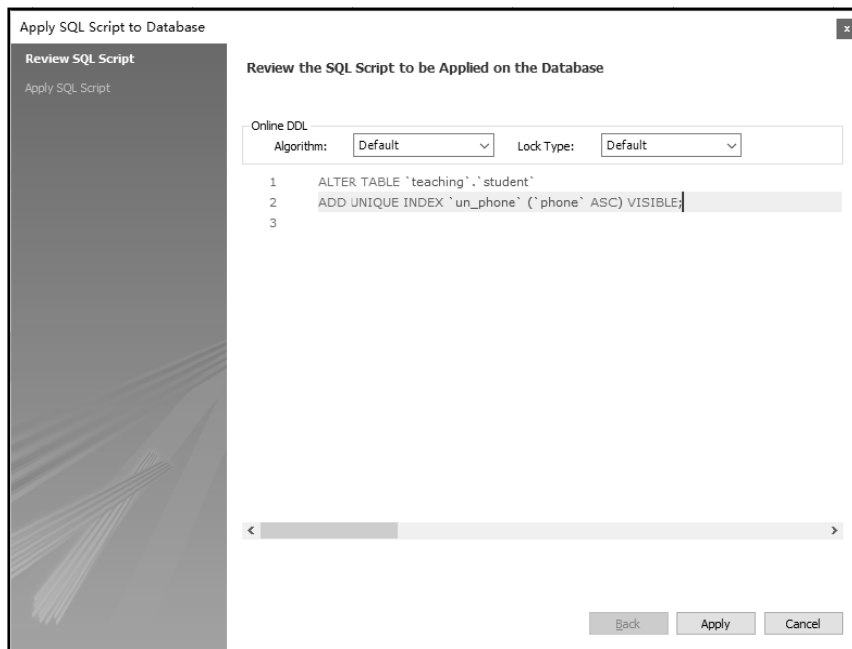 Apply SQL Script to Database
x
Review SQL Script
Apply SQL Script
Review the SQL Script to be Applied on the Database
Online DDL
Algorithm: Default Lock Type: Default
1 ALTER TABLE `teaching`.`student`
2 ADD UNIQUE INDEX `un_phone` (`phone` ASC) VISIBLE;
3
Back Apply Cancel